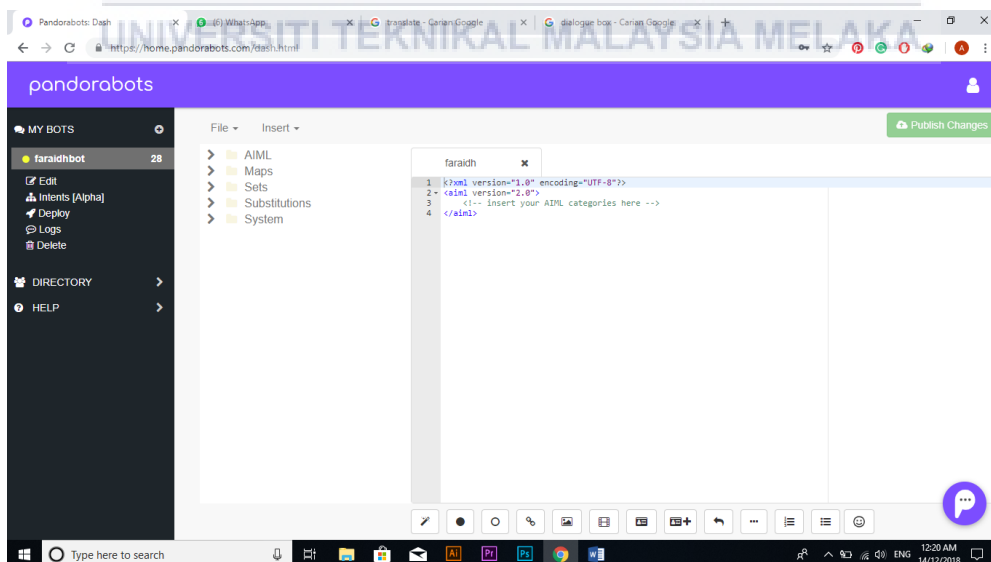 Pandorabots: Dash
(6) WhatsApp
translate - Carian Google
dialogue box - Carian Google
UNIVERSITI TEKNIKAL MALAYSIA MELAKA
https://home.pandorabots.com/dash.html
pandorabots
MY BOTS
File
Insert
Publish Changes
faraidhbot 28
Edit
Intents [Alpha]
Deploy
Logs
Delete
DIRECTORY
HELP
AIML
Maps
Sets
Substitutions
System
faraidh
1 <?xml version="1.0" encoding="UTF-8"?>
2 <aiml version="2.0">
3 <!-- insert your AIML categories here -->
4 </aiml>
Type here to search
Ai
Pr
Ps
ENG
12:20 AM
14/12/2018